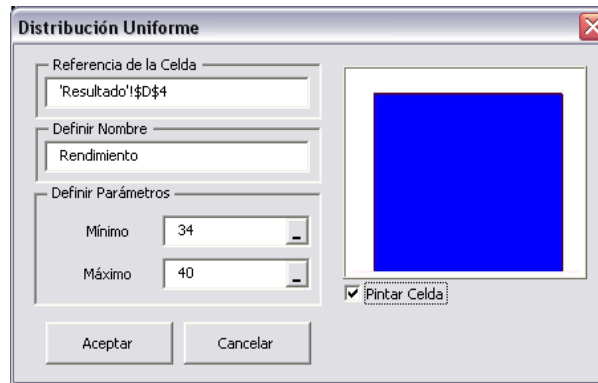 Distribución Uniforme
Referencia de la Celda
'Resultado'!$D$4
Definir Nombre
Rendimiento
Definir Parámetros
Mínimo 34
Máximo 40
Pintar Celda
Aceptar Cancelar